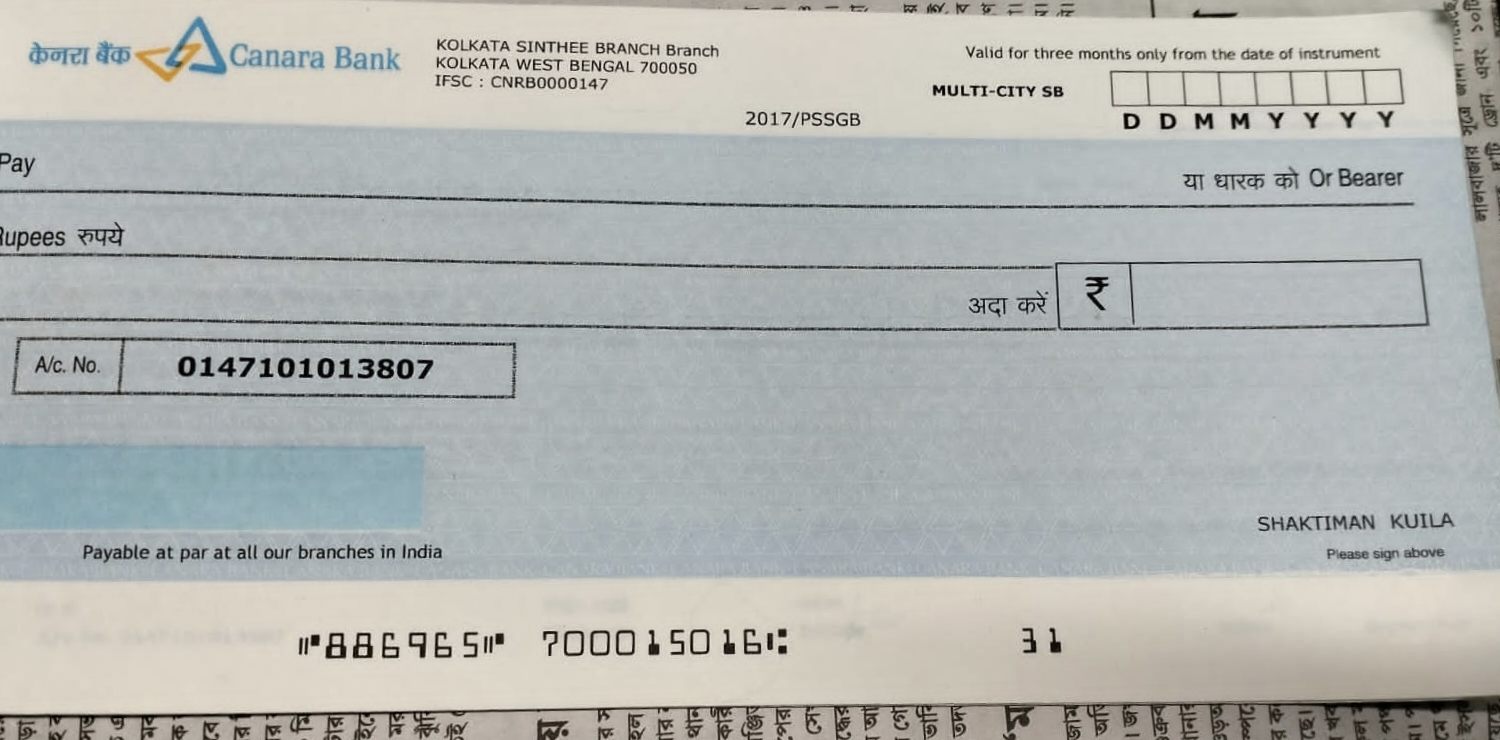 केनरा बैंक Canara Bank
KOLKATA SINTHEE BRANCH Branch
KOLKATA WEST BENGAL 700050
IFSC : CNRB0000147
Valid for three months only from the date of instrument
MULTI-CITY SB
2017/PSSGB
D D M M Y Y Y Y
Pay
या धारक को Or Bearer
Rupees रुपये
अदा करें ₹
A/c. No. 0147101013807
SHAKTIMAN KUILA
Please sign above
Payable at par at all our branches in India
⑈886965⑈ 700015016⑆ 31